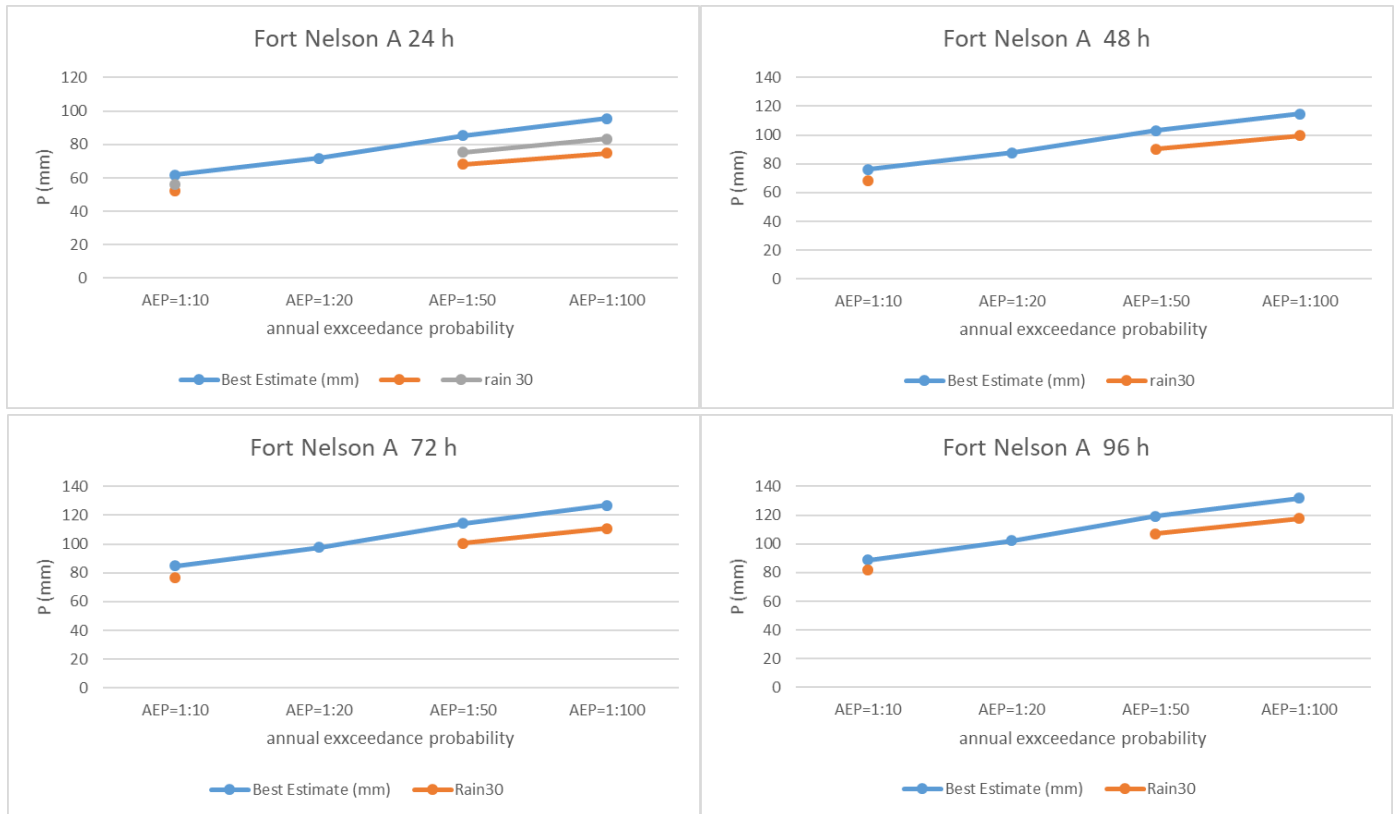 Fort Nelson A 24 h
120
100
80
60
40
20
0
P (mm)
AEP=1:10 AEP=1:20 AEP=1:50 AEP=1:100
annual exxceedance probability
Best Estimate (mm) rain 30
Fort Nelson A 48 h
140
120
100
80
60
40
20
0
P (mm)
AEP=1:10 AEP=1:20 AEP=1:50 AEP=1:100
annual exxceedance probability
Best Estimate (mm) rain30
Fort Nelson A 72 h
140
120
100
80
60
40
20
0
P (mm)
AEP=1:10 AEP=1:20 AEP=1:50 AEP=1:100
annual exxceedance probability
Best Estimate (mm) Rain30
Fort Nelson A 96 h
140
120
100
80
60
40
20
0
P (mm)
AEP=1:10 AEP=1:20 AEP=1:50 AEP=1:100
annual exxceedance probability
Best Estimate (mm) Rain30